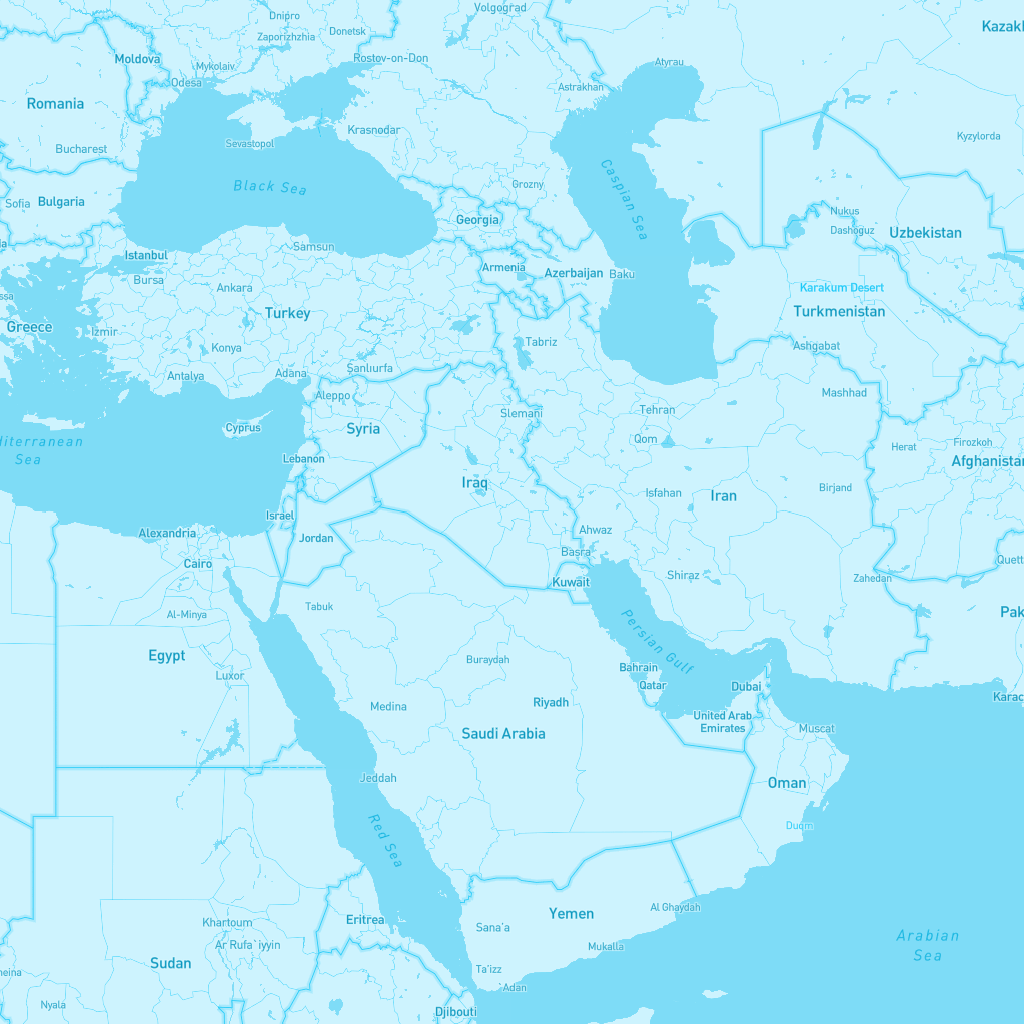 Volgograd
Dnipro
Zaporizhzhia
Donetsk
Kazakh
Moldova
Rostov-on-Don
Atyrau
Mykolaiv
Odesa
Astrakhan
Romania
Krasnodar
Kyzylorda
Sevastopol
Bucharest
Caspian Sea
Black Sea
Grozny
Bulgaria
Sofia
Nukus
Georgia
Dashoguz
Uzbekistan
Istanbul
Samsun
Armenia
Azerbaijan
Baku
Bursa
Ankara
Karakum Desert
Turkmenistan
Greece
Izmir
Turkey
Konya
Tabriz
Ashgabat
Antalya
Adana
Şanlıurfa
Mashhad
Aleppo
Slemani
Tehran
Cyprus
Syria
Qom
Herat
Firozkoh
diterranean
Sea
Lebanon
Afghanistan
Iraq
Isfahan
Iran
Birjand
Israel
Alexandria
Jordan
Ahwaz
Basra
Cairo
Kuwait
Shiraz
Zahedan
Quett
Tabuk
Al-Minya
Persian Gulf
Pak
Egypt
Luxor
Buraydah
Bahrain
Qatar
Dubai
Karac
Medina
Riyadh
United Arab
Emirates
Muscat
Saudi Arabia
Jeddah
Oman
Red Sea
Duqm
Al Ghaydah
Yemen
Eritrea
Khartoum
Sana'a
Mukalla
Arabian
Sea
Ar Rufa`iyyin
Sudan
Ta'izz
`Adan
neina
Nyala
Djibouti